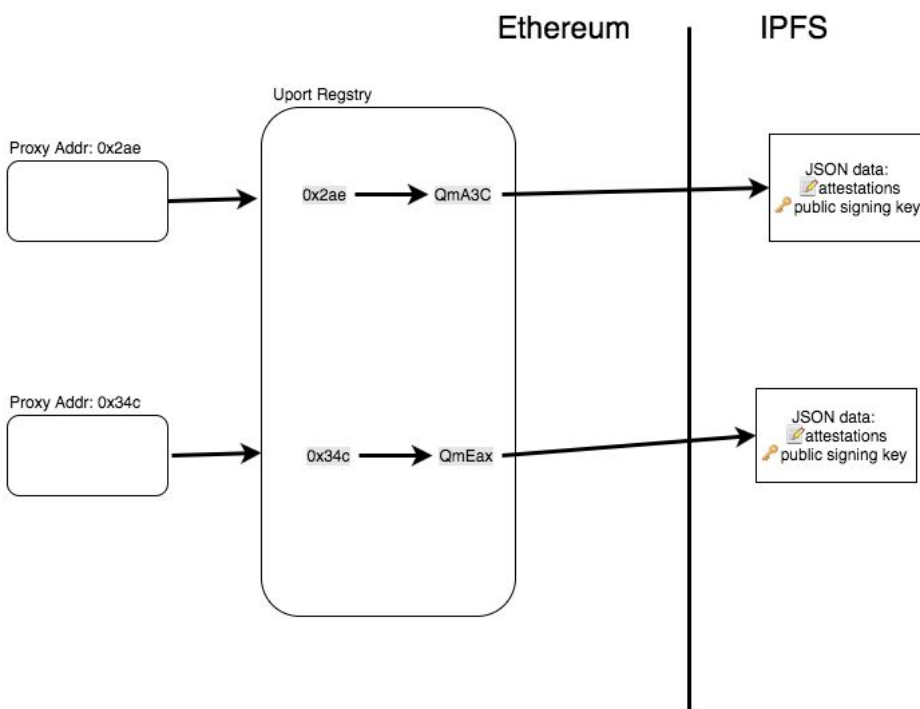 Ethereum
IPFS
Uport Regstry
Proxy Addr: 0x2ae
0x2ae
QmA3C
JSON data:
attestations
public signing key
Proxy Addr: 0x34c
0x34c
QmEax
JSON data:
attestations
public signing key